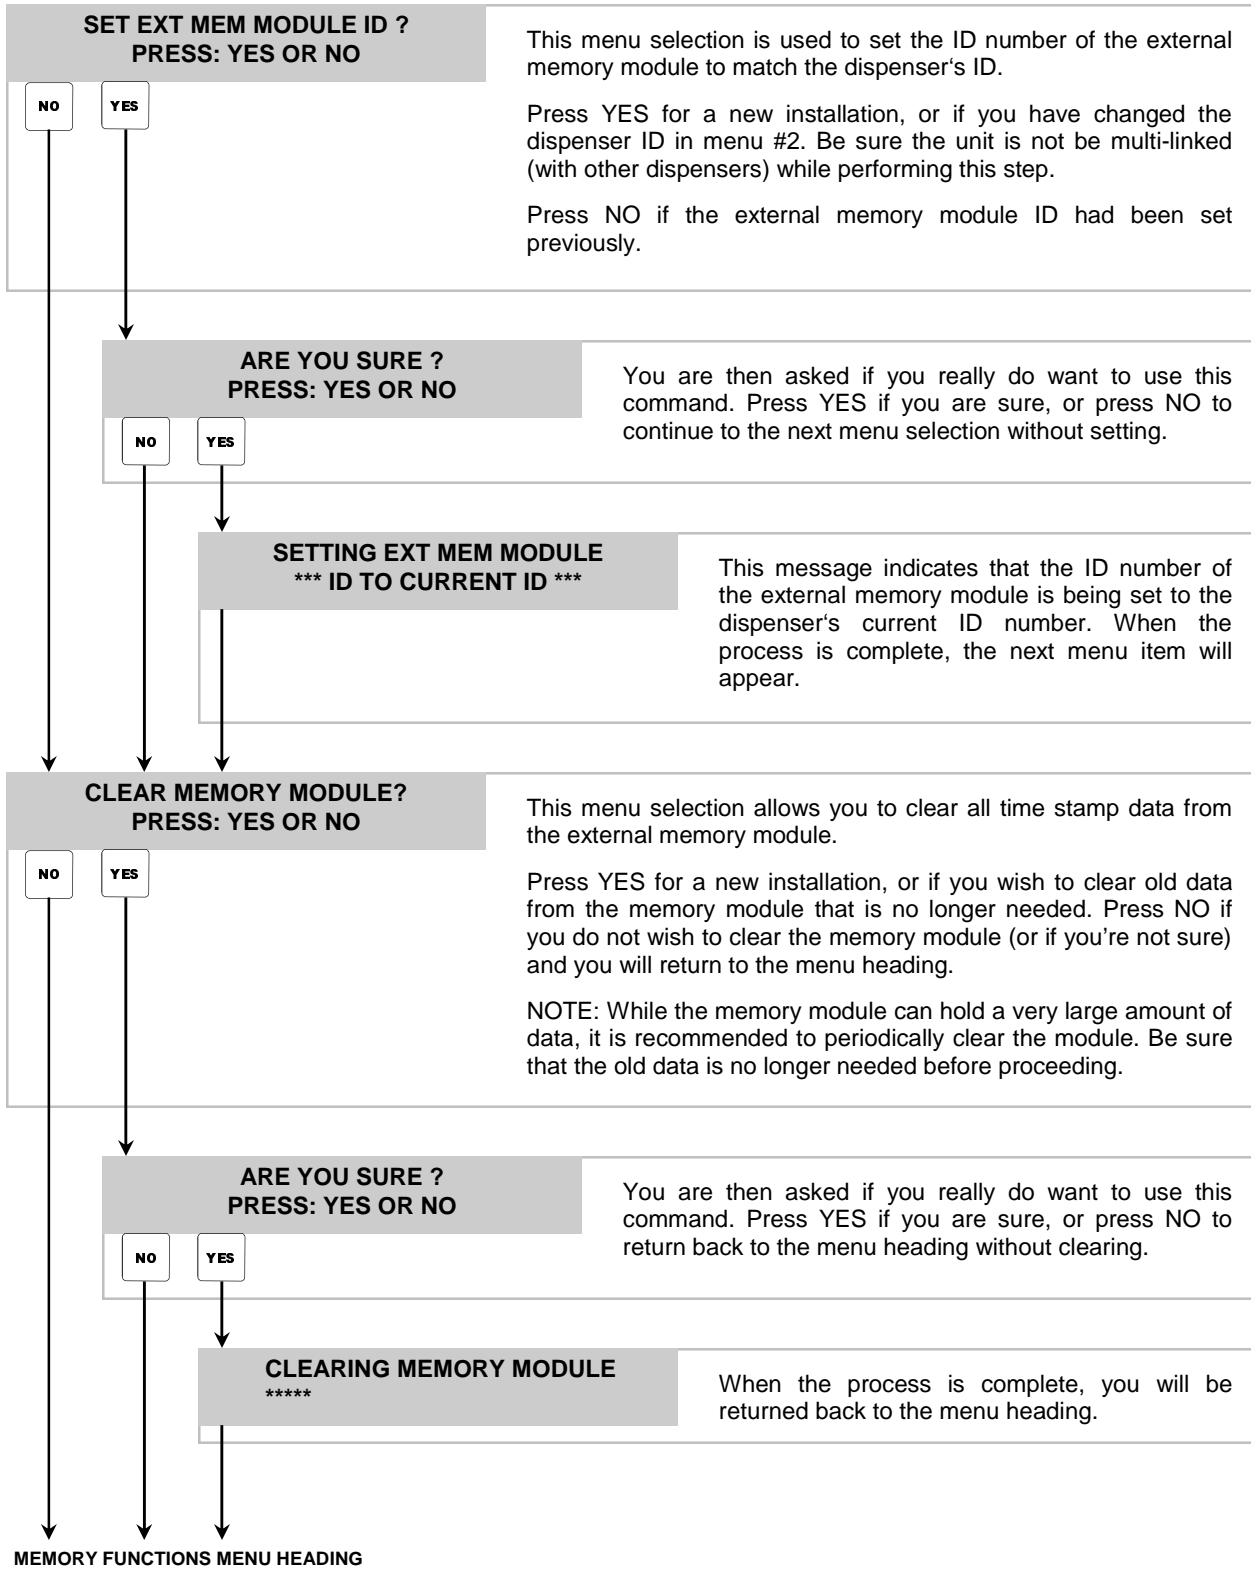 SET EXT MEM MODULE ID ?
PRESS: YES OR NO
NO
YES
This menu selection is used to set the ID number of the external
memory module to match the dispenser‘s ID.
Press YES for a new installation, or if you have changed the
dispenser ID in menu #2. Be sure the unit is not be multi-linked
(with other dispensers) while performing this step.
Press NO if the external memory module ID had been set
previously.
ARE YOU SURE ?
PRESS: YES OR NO
NO
YES
You are then asked if you really do want to use this
command. Press YES if you are sure, or press NO to
continue to the next menu selection without setting.
SETTING EXT MEM MODULE
*** ID TO CURRENT ID ***
This message indicates that the ID number of
the external memory module is being set to the
dispenser‘s current ID number. When the
process is complete, the next menu item will
appear.
CLEAR MEMORY MODULE?
PRESS: YES OR NO
NO
YES
This menu selection allows you to clear all time stamp data from
the external memory module.
Press YES for a new installation, or if you wish to clear old data
from the memory module that is no longer needed. Press NO if
you do not wish to clear the memory module (or if you’re not sure)
and you will return to the menu heading.
NOTE: While the memory module can hold a very large amount of
data, it is recommended to periodically clear the module. Be sure
that the old data is no longer needed before proceeding.
ARE YOU SURE ?
PRESS: YES OR NO
NO
YES
You are then asked if you really do want to use this
command. Press YES if you are sure, or press NO to
return back to the menu heading without clearing.
CLEARING MEMORY MODULE
*****
When the process is complete, you will be
returned back to the menu heading.
MEMORY FUNCTIONS MENU HEADING